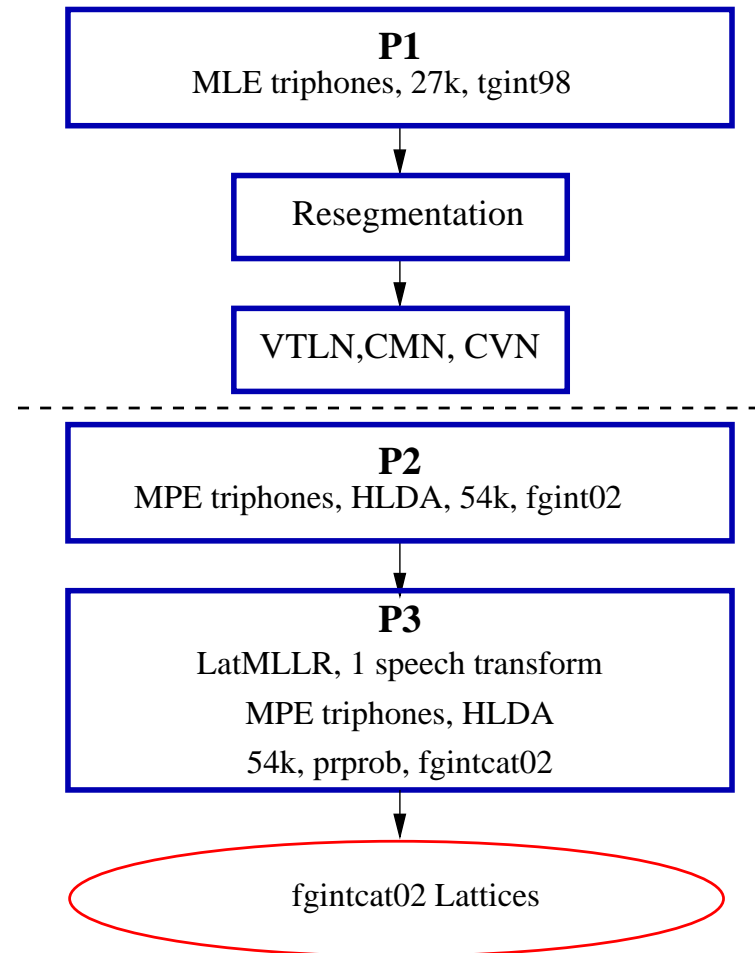 P1
MLE triphones, 27k, tgint98
Resegmentation
VTLN,CMN, CVN
P2
MPE triphones, HLDA, 54k, fgint02
P3
LatMLLR, 1 speech transform
MPE triphones, HLDA
54k, prprob, fgintcat02
fgintcat02 Lattices